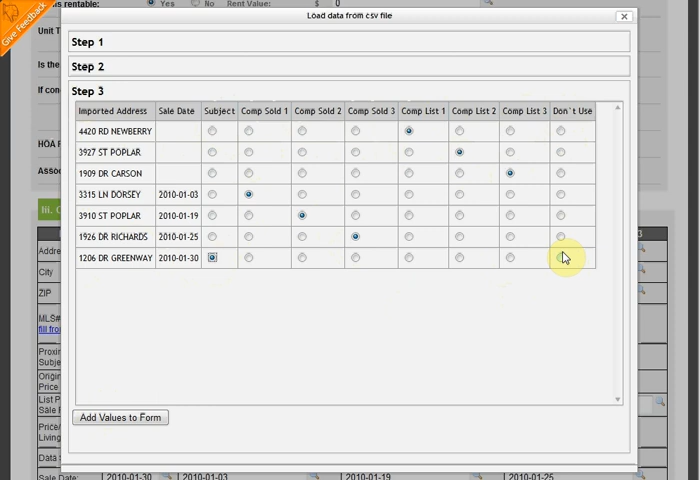 is rentable: Yes No Rent Value: $ 0
Give Feedback
Load data from csv file
Unit T
Is the
If con
HOA F
Assoc
Step 1
Step 2
Step 3
Imported Address Sale Date Subject Comp Sold 1 Comp Sold 2 Comp Sold 3 Comp List 1 Comp List 2 Comp List 3 Don`t Use
4420 RD NEWBERRY
3927 ST POPLAR
1909 DR CARSON
3315 LN DORSEY 2010-01-03
3910 ST POPLAR 2010-01-19
1926 DR RICHARDS 2010-01-25
1206 DR GREENWAY 2010-01-30
Add Values to Form
III. C
3
Addre
City
ZIP
MLS#
fill fro
Proxin
Subje
Origin
Price
List P
Sale F
Price/
Living
Data
Sale Date: 2010-01-30 2010-01-03 2010-01-19 2010-01-25